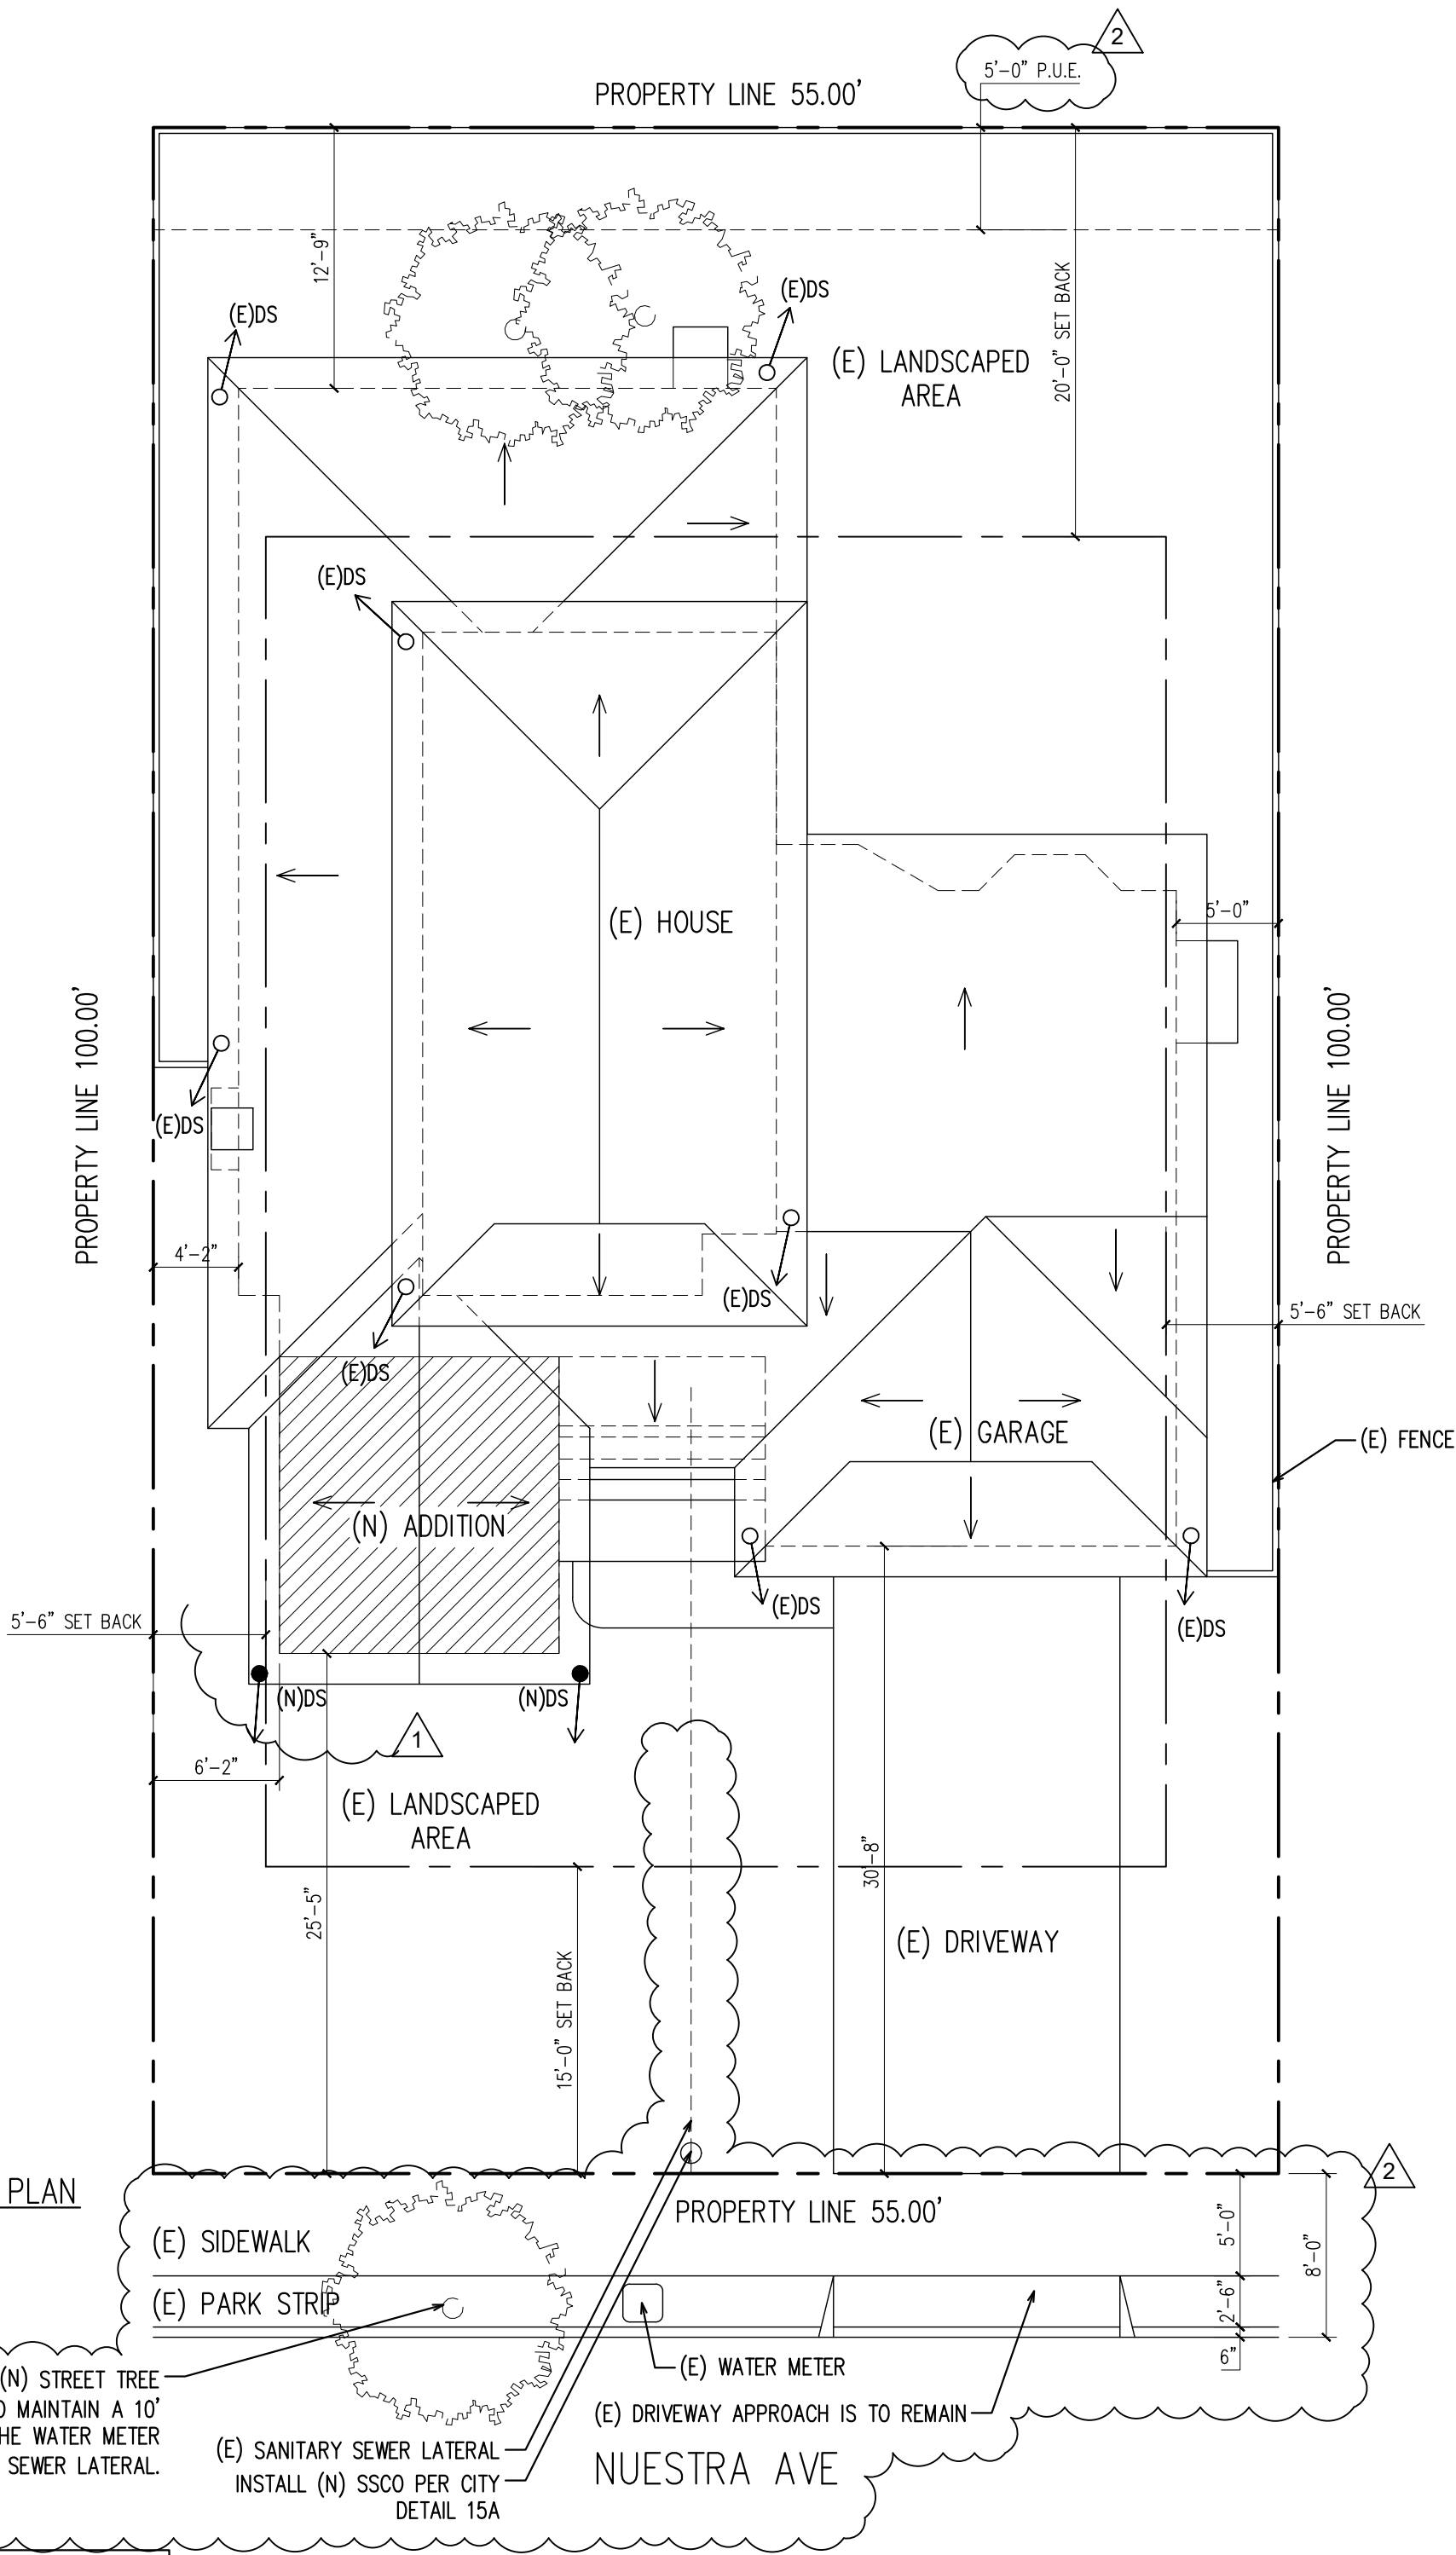 2
5'-0" P.U.E.
PROPERTY LINE 55.00'
12'-9"
20'-0" SET BACK
(E)DS
(E)DS
(E) LANDSCAPED
AREA
(E)DS
(E) HOUSE
5'-0"
PROPERTY LINE 100.00'
PROPERTY LINE 100.00'
(E)DS
4'-2"
(E)DS
5'-6" SET BACK
(E)DS
(E) GARAGE
(E) FENCE
(N) ADDITION
(E)DS
(E)DS
5'-6" SET BACK
(N)DS
(N)DS
1
6'-2"
(E) LANDSCAPED
AREA
25'-5"
30'-8"
(E) DRIVEWAY
15'-0" SET BACK
2
PLAN
PROPERTY LINE 55.00'
(E) SIDEWALK
5'-0"
8'-0"
(E) PARK STRIP
2'-6"
6"
(N) STREET TREE
MAINTAIN A 10'
WATER METER
SEWER LATERAL.
(E) WATER METER
(E) DRIVEWAY APPROACH IS TO REMAIN
(E) SANITARY SEWER LATERAL
INSTALL (N) SSCO PER CITY
DETAIL 15A
NUESTRA AVE